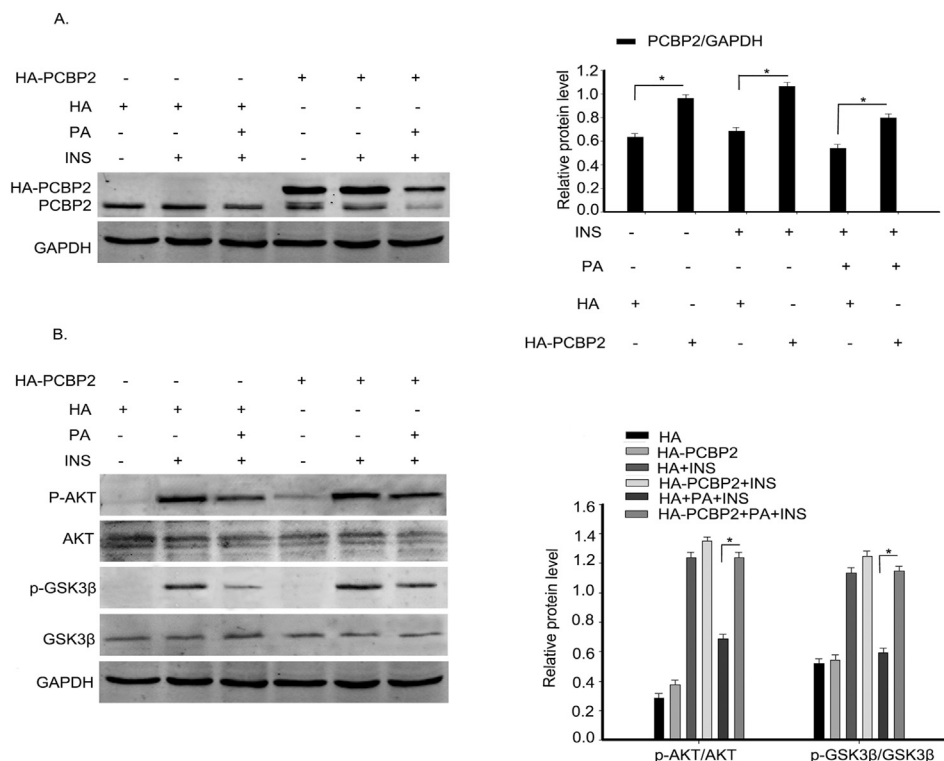 A.
HA-PCBP2 - - - + + +
HA + + + - - -
PA - - + - - +
INS - + + - + +
HA-PCBP2
PCBP2
GAPDH
PCBP2/GAPDH
Relative protein level
1.2
1.0
0.8
0.6
0.4
0.2
0.0
* * *
INS - - + + + +
PA - - - - + +
HA + - + - + -
HA-PCBP2 - + - + - +
B.
HA-PCBP2 - - - + + +
HA + + + - - -
PA - - + - - +
INS - + + - + +
P-AKT
AKT
p-GSK3β
GSK3β
GAPDH
HA
HA-PCBP2
HA+INS
HA-PCBP2+INS
HA+PA+INS
HA-PCBP2+PA+INS
Relative protein level
1.4
1.2
1.0
0.6
0.4
0.2
0.0
* *
p-AKT/AKT p-GSK3β/GSK3β